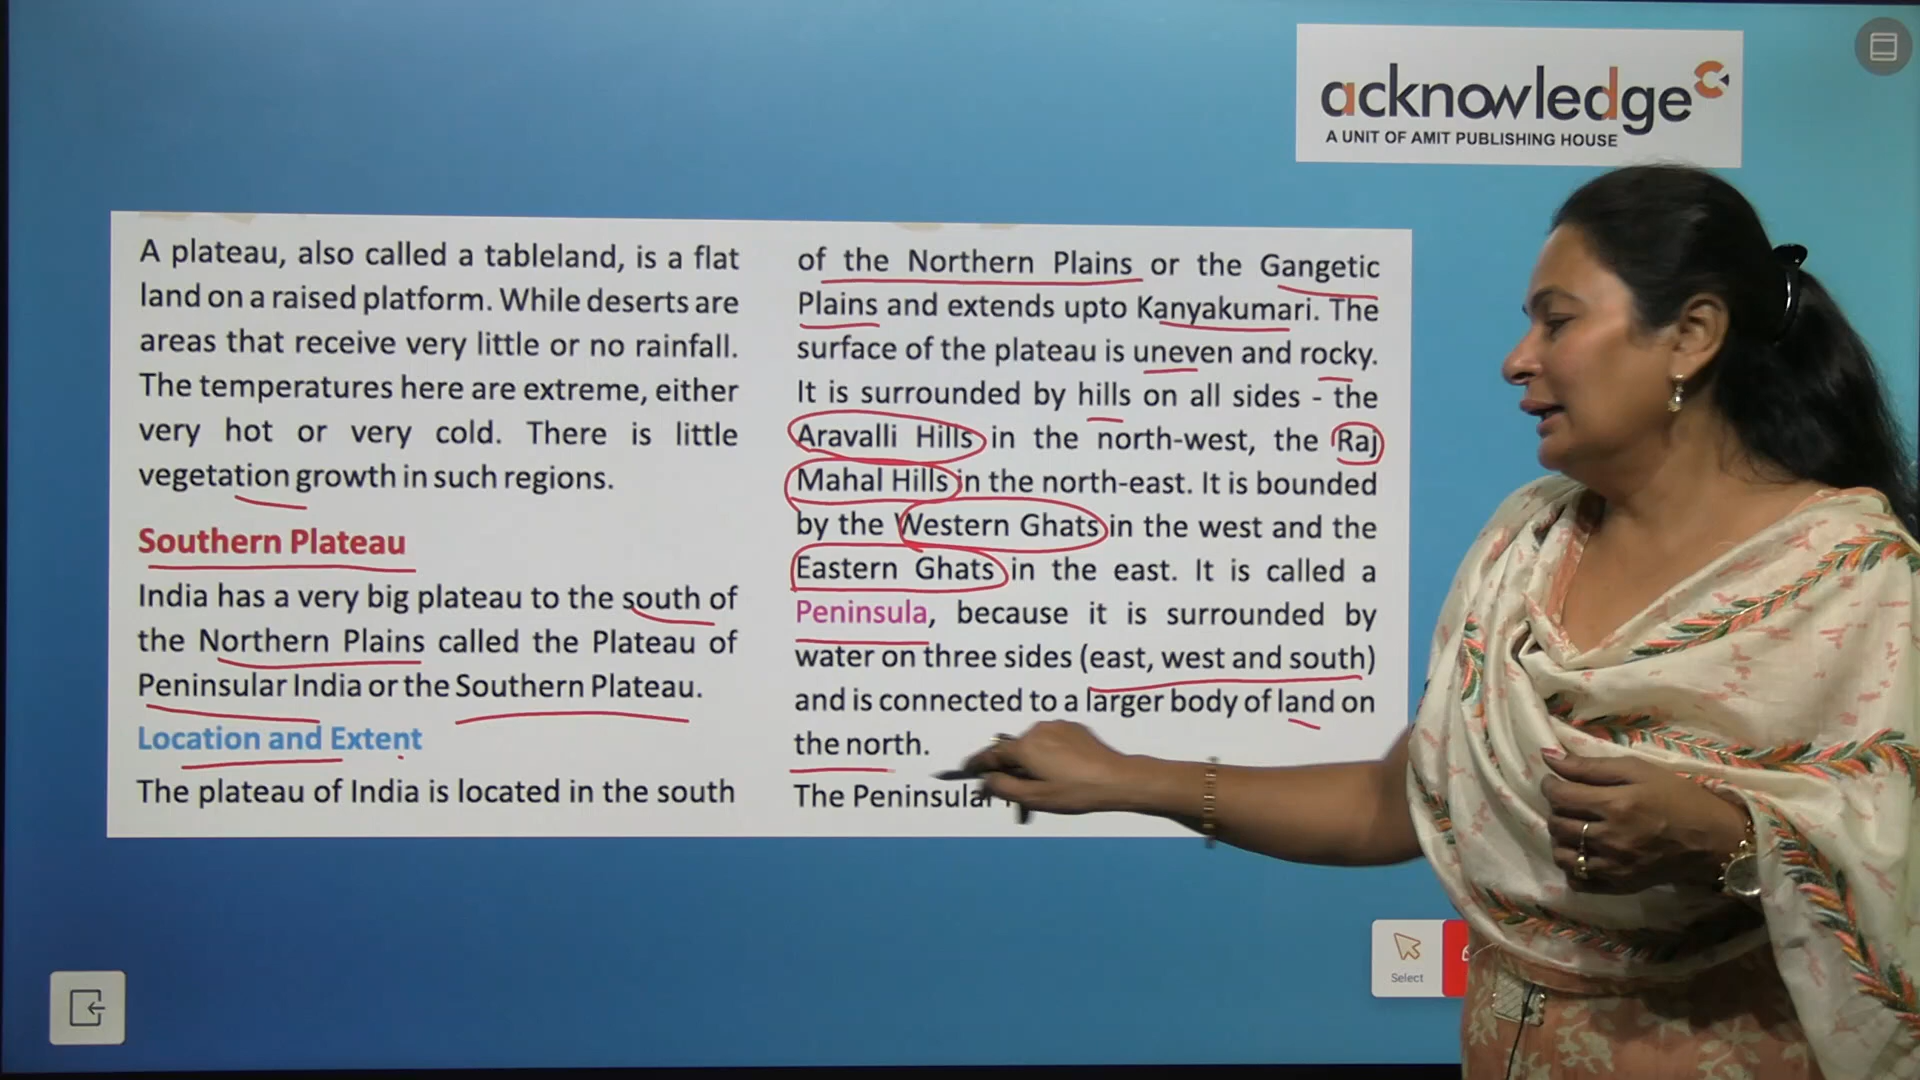 acknowledge
A UNIT OF AMIT PUBLISHING HOUSE
A plateau, also called a tableland, is a flat
land on a raised platform. While deserts are
areas that receive very little or no rainfall.
The temperatures here are extreme, either
very hot or very cold. There is little
vegetation growth in such regions.
Southern Plateau
India has a very big plateau to the south of
the Northern Plains called the Plateau of
Peninsular India or the Southern Plateau.
Location and Extent
The plateau of India is located in the south
of the Northern Plains or the Gangetic
Plains and extends upto Kanyakumari. The
surface of the plateau is uneven and rocky.
It is surrounded by hills on all sides - the
Aravalli Hills in the north-west, the Raj
Mahal Hills in the north-east. It is bounded
by the Western Ghats in the west and the
Eastern Ghats in the east. It is called a
Peninsula, because it is surrounded by
water on three sides (east, west and south)
and is connected to a larger body of land on
the north.
The Peninsular
Select